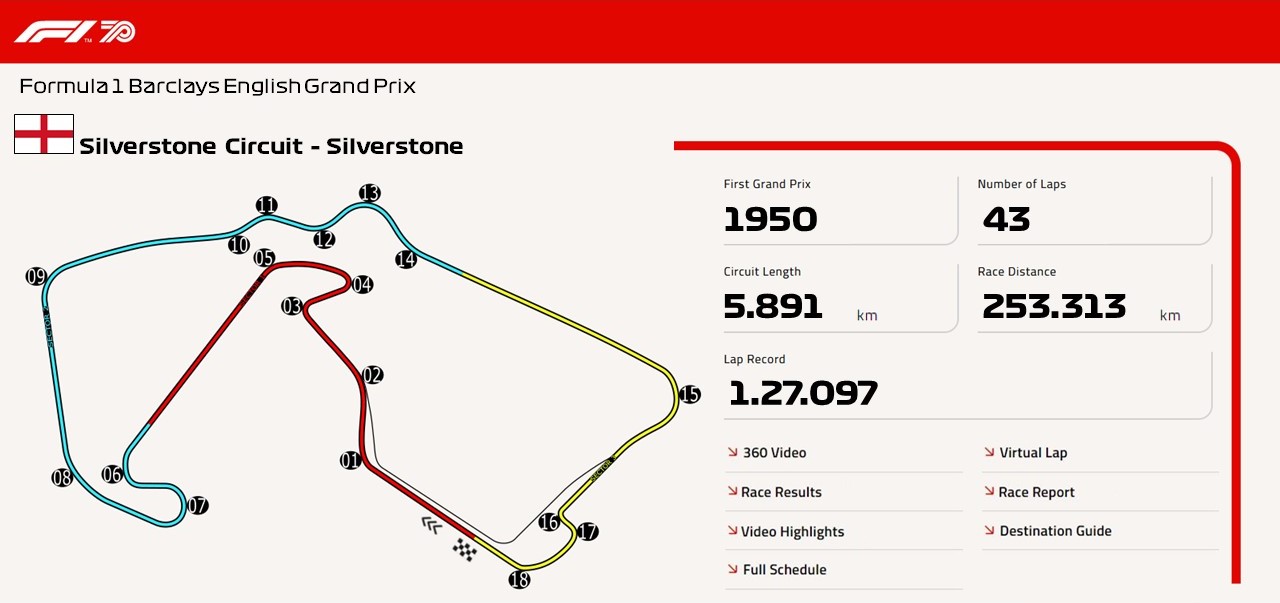 F1 ™ 70
Formula 1 Barclays English Grand Prix
Silverstone Circuit - Silverstone
First Grand Prix
1950
Number of Laps
43
Circuit Length
5.891 km
Race Distance
253.313 km
Lap Record
1.27.097
360 Video
Virtual Lap
Race Results
Race Report
Video Highlights
Destination Guide
Full Schedule
13
11
10
12
05
14
09
04
03
02
15
01
06
08
07
16
17
18